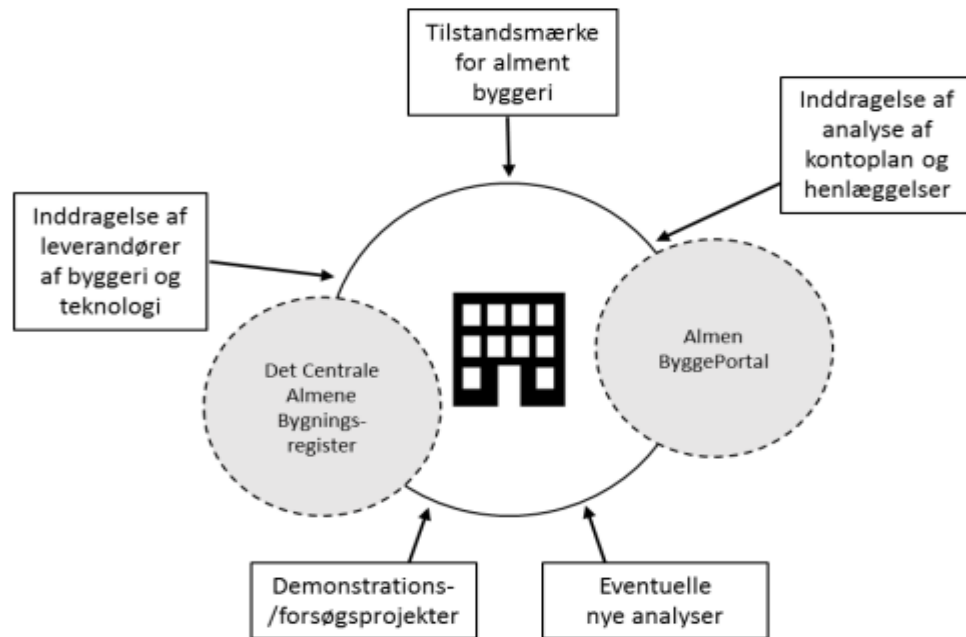 Tilstandsmærke
for alment
byggeri
Inddragelse af
analyse af
kontoplan og
henlæggelser
Inddragelse af
leverandører
af byggeri og
teknologi
Almen
ByggePortal
Det Centrale
Almene
Bygnings-
register
Demonstrations-
/forsøgsprojekter
Eventuelle
nye analyser